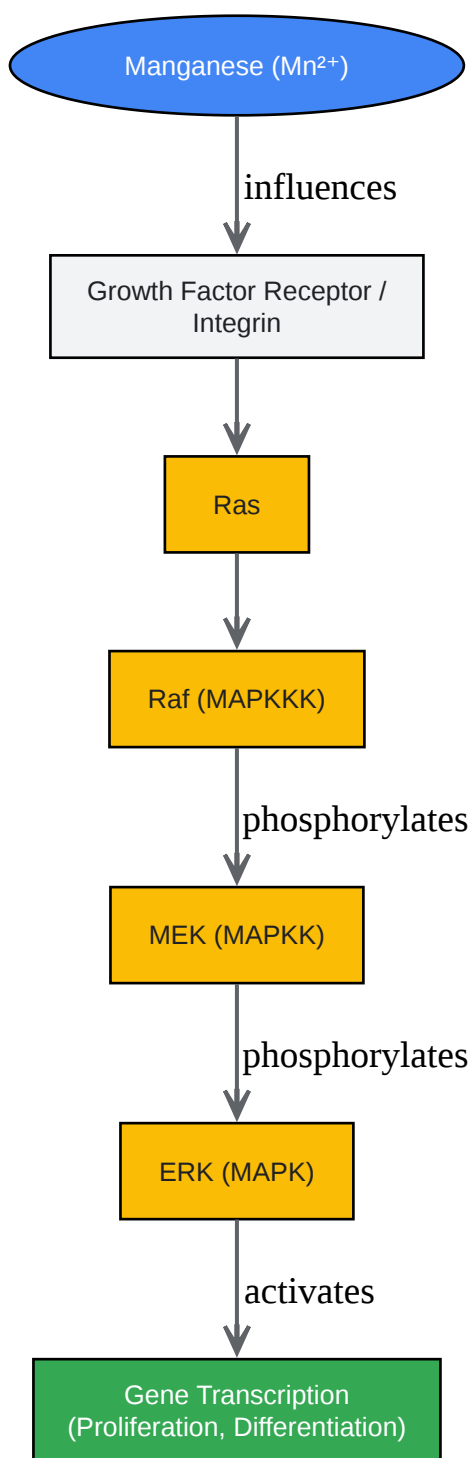 Manganese (Mn²⁺)
influences
Growth Factor Receptor /
Integrin
Ras
Raf (MAPKKK)
phosphorylates
MEK (MAPKK)
phosphorylates
ERK (MAPK)
activates
Gene Transcription
(Proliferation, Differentiation)